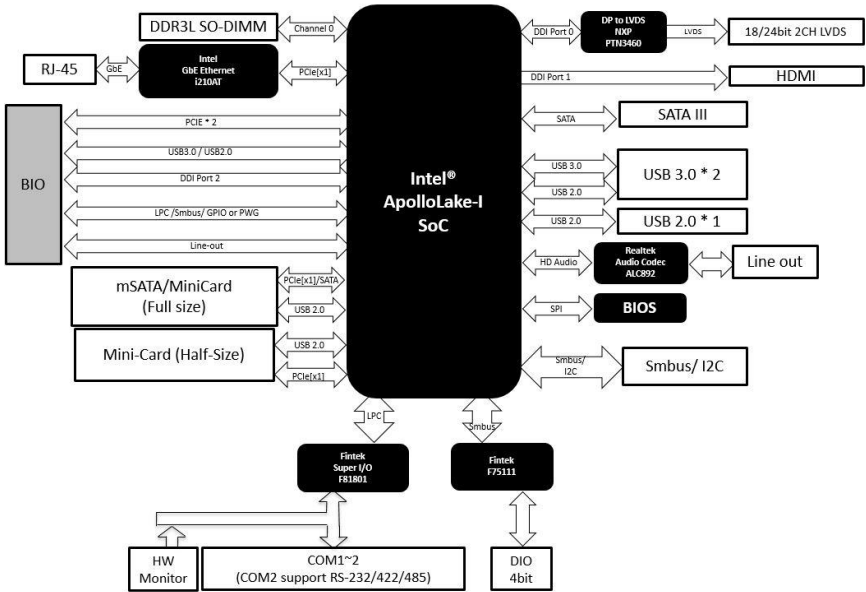 DDR3L SO-DIMM
Channel 0
RJ-45
GbE
Intel
GbE Ethernet
i210AT
PCIe[x1]
BIO
PCIE * 2
USB3.0 / USB2.0
DDI Port 2
LPC /Smbus/ GPIO or PWG
Line-out
mSATA/MiniCard
(Full size)
PCIe[x1]/SATA
USB 2.0
Mini-Card (Half-Size)
USB 2.0
PCIe[x1]
Intel®
ApolloLake-I
SoC
DDI Port 0
DP to LVDS
NXP
PTN3460
LVDS
18/24bit 2CH LVDS
DDI Port 1
HDMI
SATA
SATA III
USB 3.0
USB 2.0
USB 3.0 * 2
USB 2.0
USB 2.0 * 1
HD Audio
Realtek
Audio Codec
ALC892
Line out
SPI
BIOS
Smbus/
I2C
Smbus/ I2C
LPC
Smbus
Fintek
Super I/O
F81801
Fintek
F75111
HW
Monitor
COM1~2
(COM2 support RS-232/422/485)
DIO
4bit